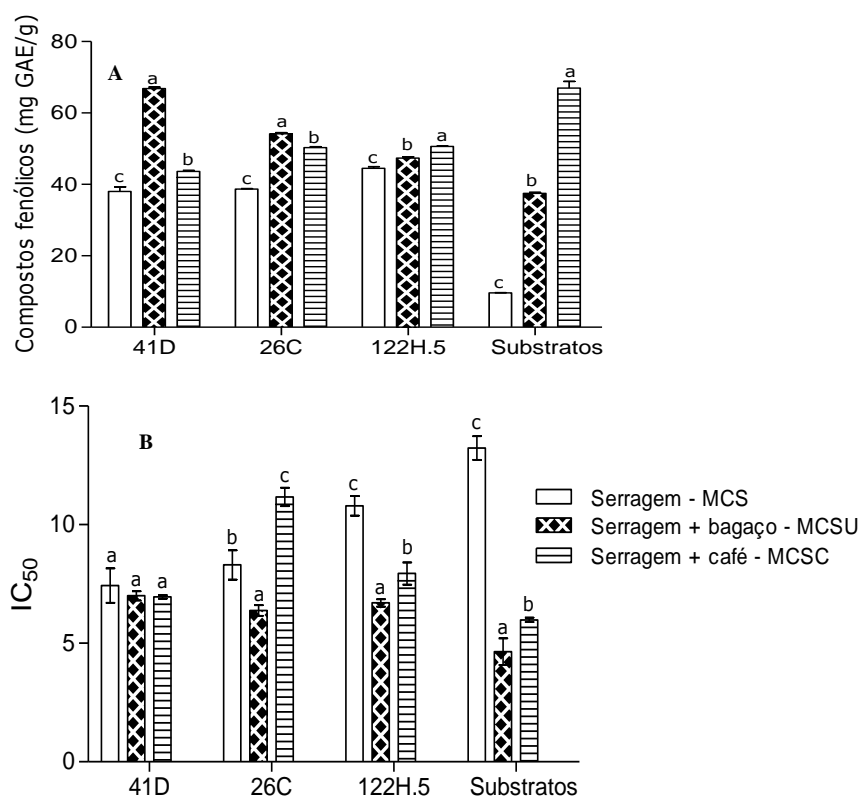 Compostos fenólicos (mg GAE/g)
80
60
40
20
0
A
c
a
b
c
a
b
c
b
a
c
b
a
41D
26C
122H.5
Substratos
IC50
15
10
5
0
B
a
a
a
b
a
c
c
a
b
c
a
b
41D
26C
122H.5
Substratos
Serragem - MCS
Serragem + bagaço - MCSU
Serragem + café - MCSC